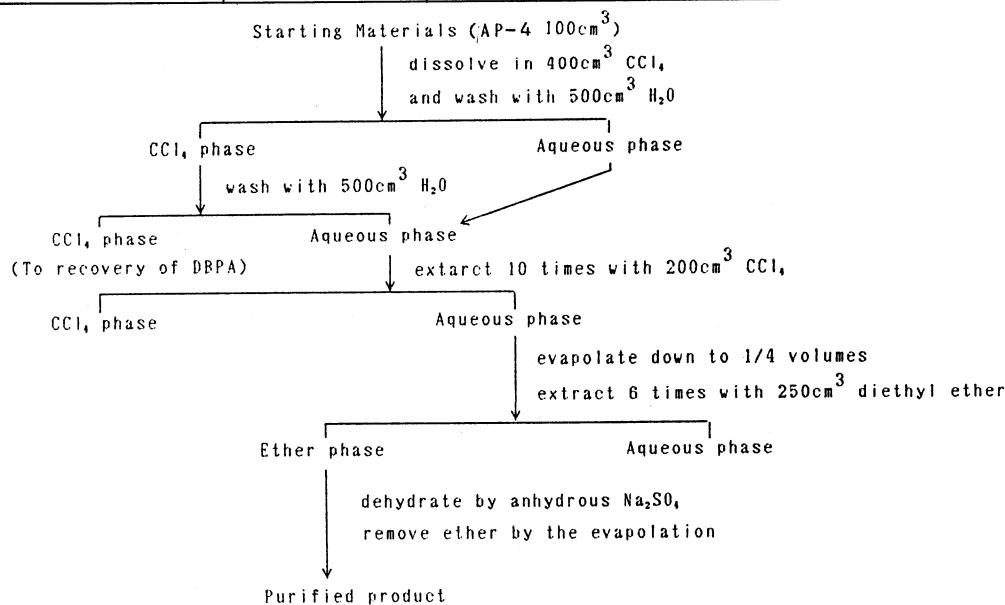 Starting Materials (AP-4 100cm³)
dissolve in 400cm³ CCl₄
and wash with 500cm³ H₂O
CCl₄ phase
Aqueous phase
wash with 500cm³ H₂O
CCl₄ phase
Aqueous phase
(To recovery of DBPA)
extarct 10 times with 200cm³ CCl₄
CCl₄ phase
Aqueous phase
evapolate down to 1/4 volumes
extract 6 times with 250cm³ diethyl ether
Ether phase
Aqueous phase
dehydrate by anhydrous Na₂SO₄
remove ether by the evapolation
Purified product